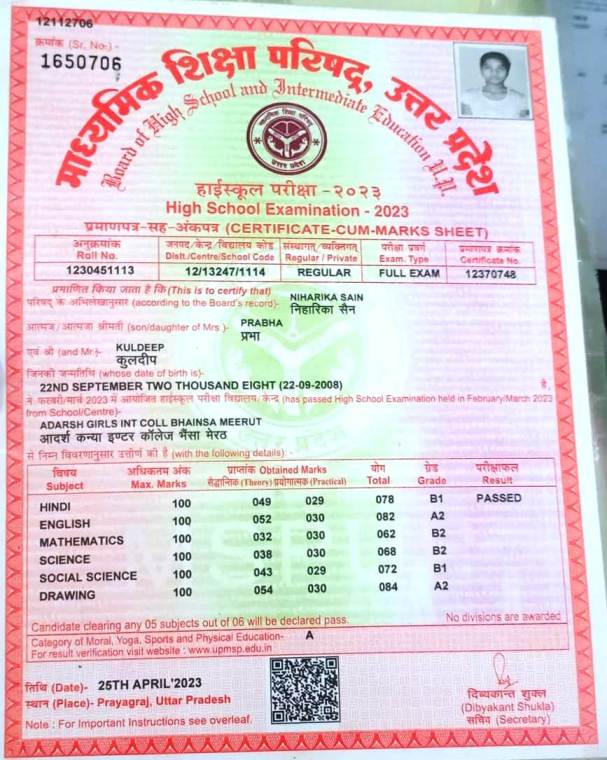 12112706
क्रमांक (Sr. No.) -
1650706
माध्यमिक शिक्षा परिषद्, उत्तर प्रदेश
Board of High School and Intermediate Education U.P.
हाईस्कूल परीक्षा - २०२३
High School Examination - 2023
प्रमाणपत्र-सह-अंकपत्र (CERTIFICATE-CUM-MARKS SHEET)
अनुक्रमांक जनपद/केन्द्र/विद्यालय कोड संस्थागत/व्यक्तिगत परीक्षा प्रवर्ग प्रमाणपत्र क्रमांक
Roll No. Distt./Centre/School Code Regular / Private Exam. Type Certificate No.
1230451113 12/13247/1114 REGULAR FULL EXAM 12370748
प्रमाणित किया जाता है कि (This is to certify that) NIHARIKA SAIN
परिषद् के अभिलेखानुसार (according to the Board's record)- निहारिका सैन
आत्मज/आत्मजा श्रीमती (son/daughter of Mrs.)- PRABHA
प्रभा
एवं श्री (and Mr.)- KULDEEP
कुलदीप
जिनकी जन्मतिथि (whose date of birth is)-
22ND SEPTEMBER TWO THOUSAND EIGHT (22-09-2008) है,
ने फरवरी/मार्च 2023 में आयोजित हाईस्कूल परीक्षा विद्यालय/केन्द्र (has passed High School Examination held in February/March 2023
from School/Centre)-
ADARSH GIRLS INT COLL BHAINSA MEERUT
आदर्श कन्या इण्टर कॉलेज भैंसा मेरठ
से निम्न विवरणानुसार उत्तीर्ण की है (with the following details) : -
विषय अधिकतम अंक प्राप्तांक Obtained Marks योग ग्रेड परीक्षाफल
Subject Max. Marks सैद्धान्तिक (Theory) प्रयोगात्मक (Practical) Total Grade Result
HINDI 100 049 029 078 B1 PASSED
ENGLISH 100 052 030 082 A2
MATHEMATICS 100 032 030 062 B2
SCIENCE 100 038 030 068 B2
SOCIAL SCIENCE 100 043 029 072 B1
DRAWING 100 054 030 084 A2
Candidate clearing any 05 subjects out of 06 will be declared pass. No divisions are awarded
Category of Moral, Yoga, Sports and Physical Education- A
For result verification visit website : www.upmsp.edu.in
तिथि (Date)- 25TH APRIL'2023
स्थान (Place)- Prayagraj, Uttar Pradesh
Note : For Important Instructions see overleaf.
दिब्यकान्त शुक्ल
(Dibyakant Shukla)
सचिव (Secretary)